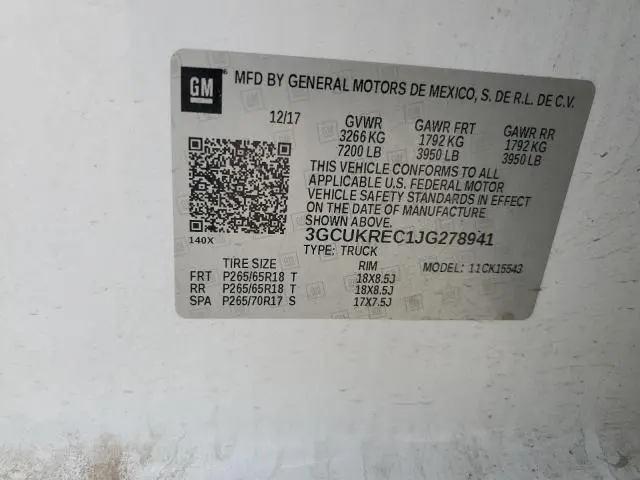 GM MFD BY GENERAL MOTORS DE MEXICO, S. DE R.L. DE C.V.
12/17 GVWR GAWR FRT GAWR RR
3266 KG 1792 KG 1792 KG
7200 LB 3950 LB 3950 LB
THIS VEHICLE CONFORMS TO ALL
APPLICABLE U.S. FEDERAL MOTOR
VEHICLE SAFETY STANDARDS IN EFFECT
ON THE DATE OF MANUFACTURE
SHOWN ABOVE.
140X 3GCUKREC1JG278941
TYPE: TRUCK
TIRE SIZE RIM MODEL: 11CK15543
FRT P265/65R18 T 18X8.5J
RR P265/65R18 T 18X8.5J
SPA P265/70R17 S 17X7.5J